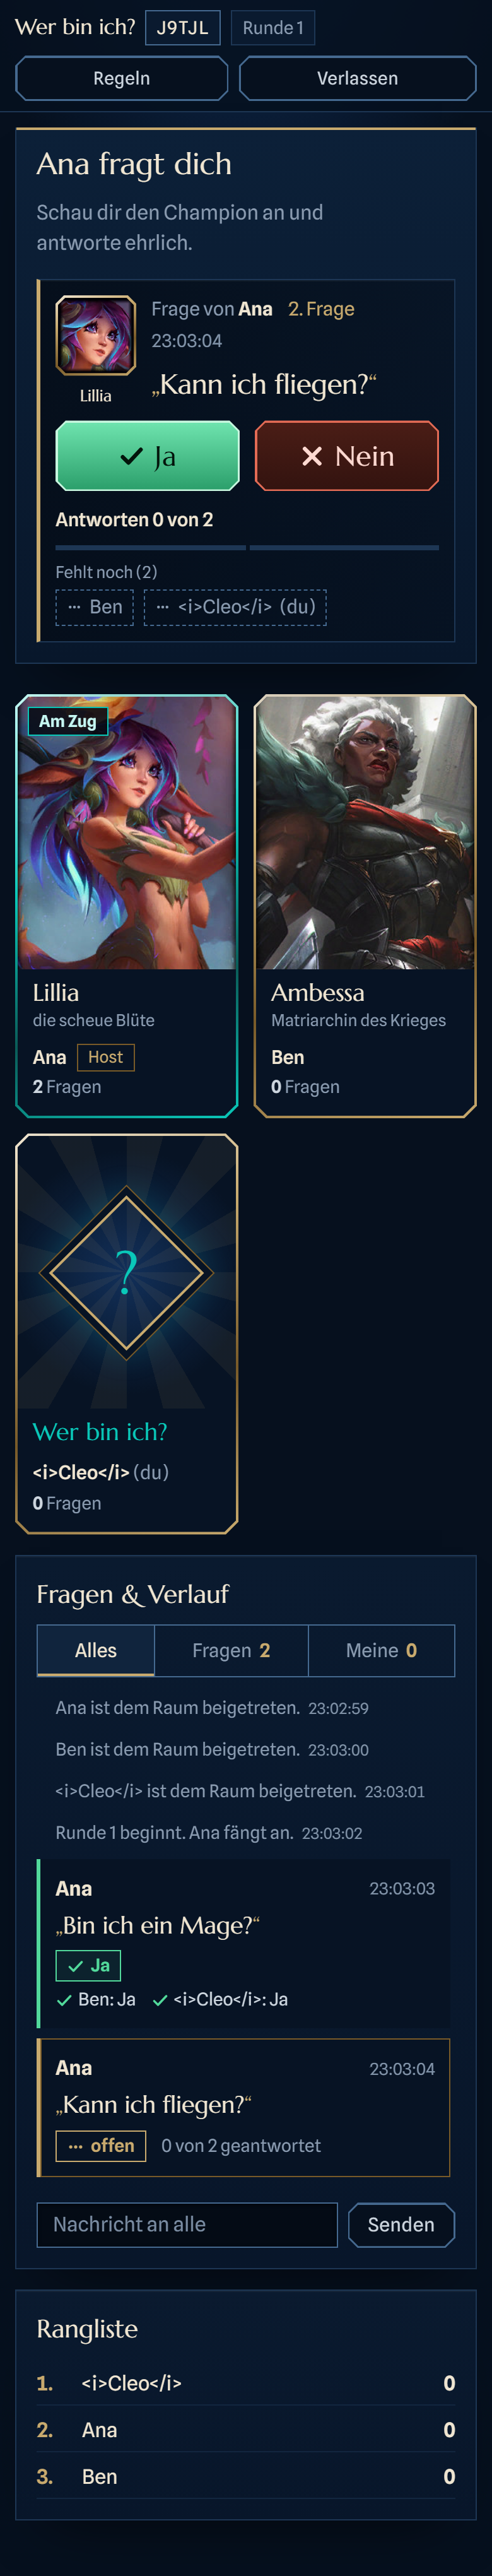 Wer bin ich? J9TJL Runde 1
Regeln Verlassen
Ana fragt dich
Schau dir den Champion an und
antworte ehrlich.
Frage von Ana 2. Frage
23:03:04
„Kann ich fliegen?“
Lillia
Ja Nein
Antworten 0 von 2
Fehlt noch (2)
··· Ben ··· <i>Cleo</i> (du)
Am Zug
Lillia
die scheue Blüte
Ana Host
2 Fragen
Ambessa
Matriarchin des Krieges
Ben
0 Fragen
?
Wer bin ich?
<i>Cleo</i> (du)
0 Fragen
Fragen & Verlauf
Alles Fragen 2 Meine 0
Ana ist dem Raum beigetreten. 23:02:59
Ben ist dem Raum beigetreten. 23:03:00
<i>Cleo</i> ist dem Raum beigetreten. 23:03:01
Runde 1 beginnt. Ana fängt an. 23:03:02
Ana 23:03:03
„Bin ich ein Mage?“
Ja
Ben: Ja <i>Cleo</i>: Ja
Ana 23:03:04
„Kann ich fliegen?“
··· offen 0 von 2 geantwortet
Nachricht an alle Senden
Rangliste
1. <i>Cleo</i> 0
2. Ana 0
3. Ben 0